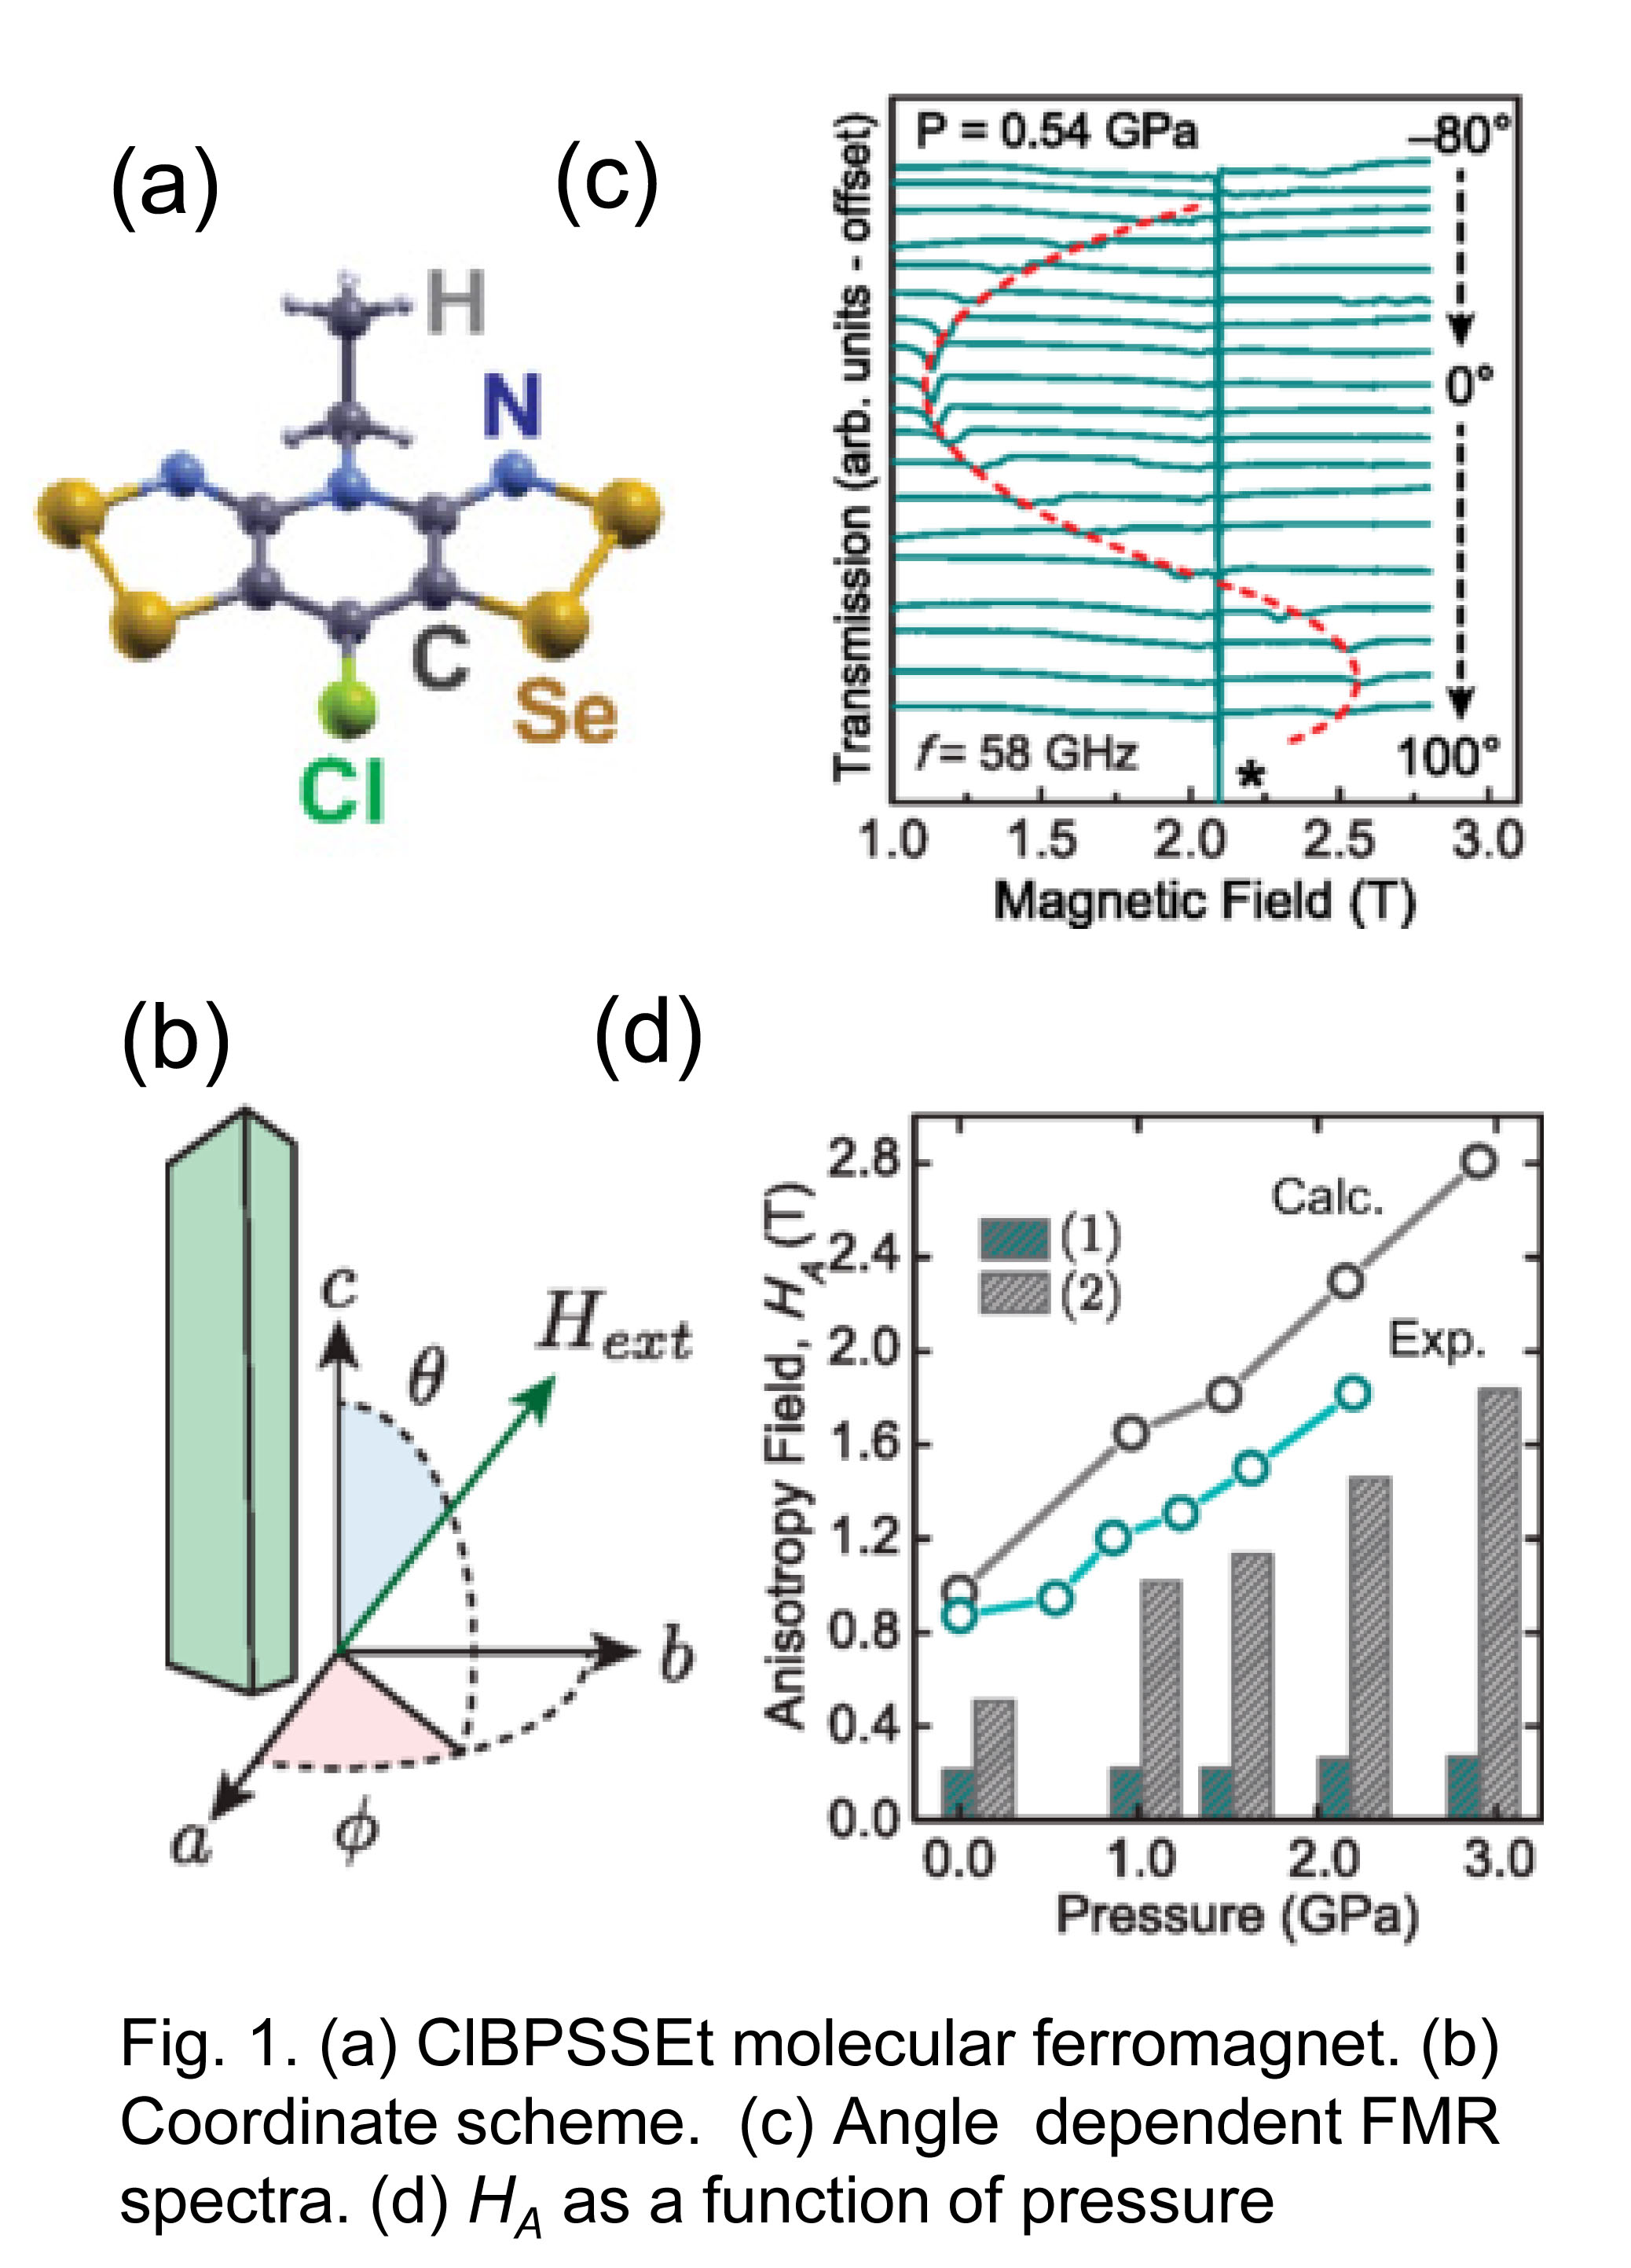 (a)
H
N
C
Se
Cl
(c)
P = 0.54 GPa
–80°
0°
100°
f = 58 GHz
*
Transmission (arb. units - offset)
1.0 1.5 2.0 2.5 3.0
Magnetic Field (T)
(b)
c
θ
Hext
b
a
ϕ
(d)
Anisotropy Field, HA (T)
2.8
2.4
2.0
1.6
1.2
0.8
0.4
0.0
Calc.
(1)
(2)
Exp.
0.0 1.0 2.0 3.0
Pressure (GPa)
Fig. 1. (a) ClBPSSEt molecular ferromagnet. (b)
Coordinate scheme. (c) Angle dependent FMR
spectra. (d) HA as a function of pressure